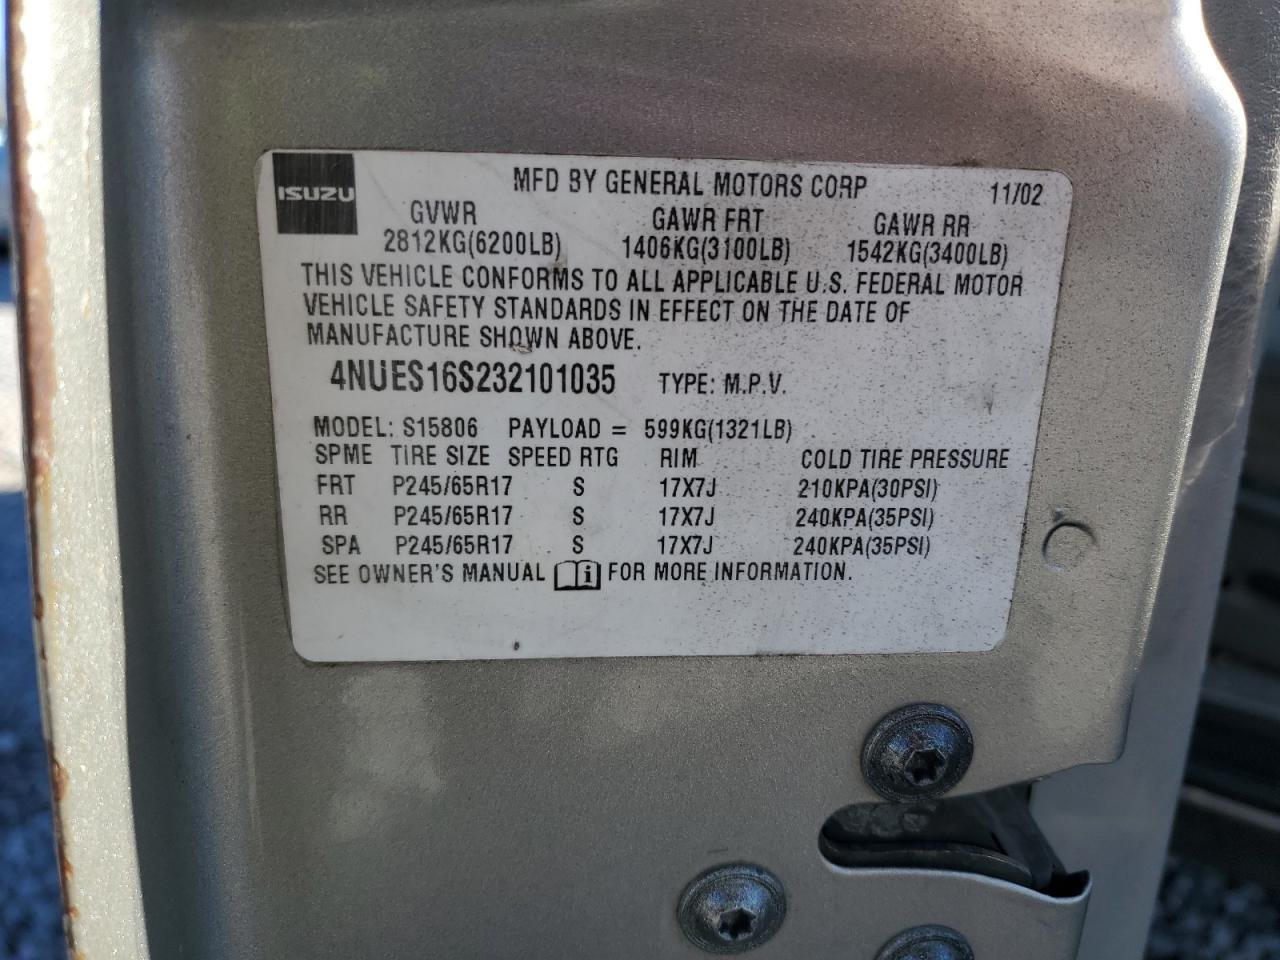 ISUZU
MFD BY GENERAL MOTORS CORP 11/02
GVWR GAWR FRT GAWR RR
2812KG(6200LB) 1406KG(3100LB) 1542KG(3400LB)
THIS VEHICLE CONFORMS TO ALL APPLICABLE U.S. FEDERAL MOTOR
VEHICLE SAFETY STANDARDS IN EFFECT ON THE DATE OF
MANUFACTURE SHOWN ABOVE.
4NUES16S232101035 TYPE: M.P.V.
MODEL: S15806 PAYLOAD = 599KG(1321LB)
SPME TIRE SIZE SPEED RTG RIM COLD TIRE PRESSURE
FRT P245/65R17 S 17X7J 210KPA(30PSI)
RR P245/65R17 S 17X7J 240KPA(35PSI)
SPA P245/65R17 S 17X7J 240KPA(35PSI)
SEE OWNER'S MANUAL i FOR MORE INFORMATION.